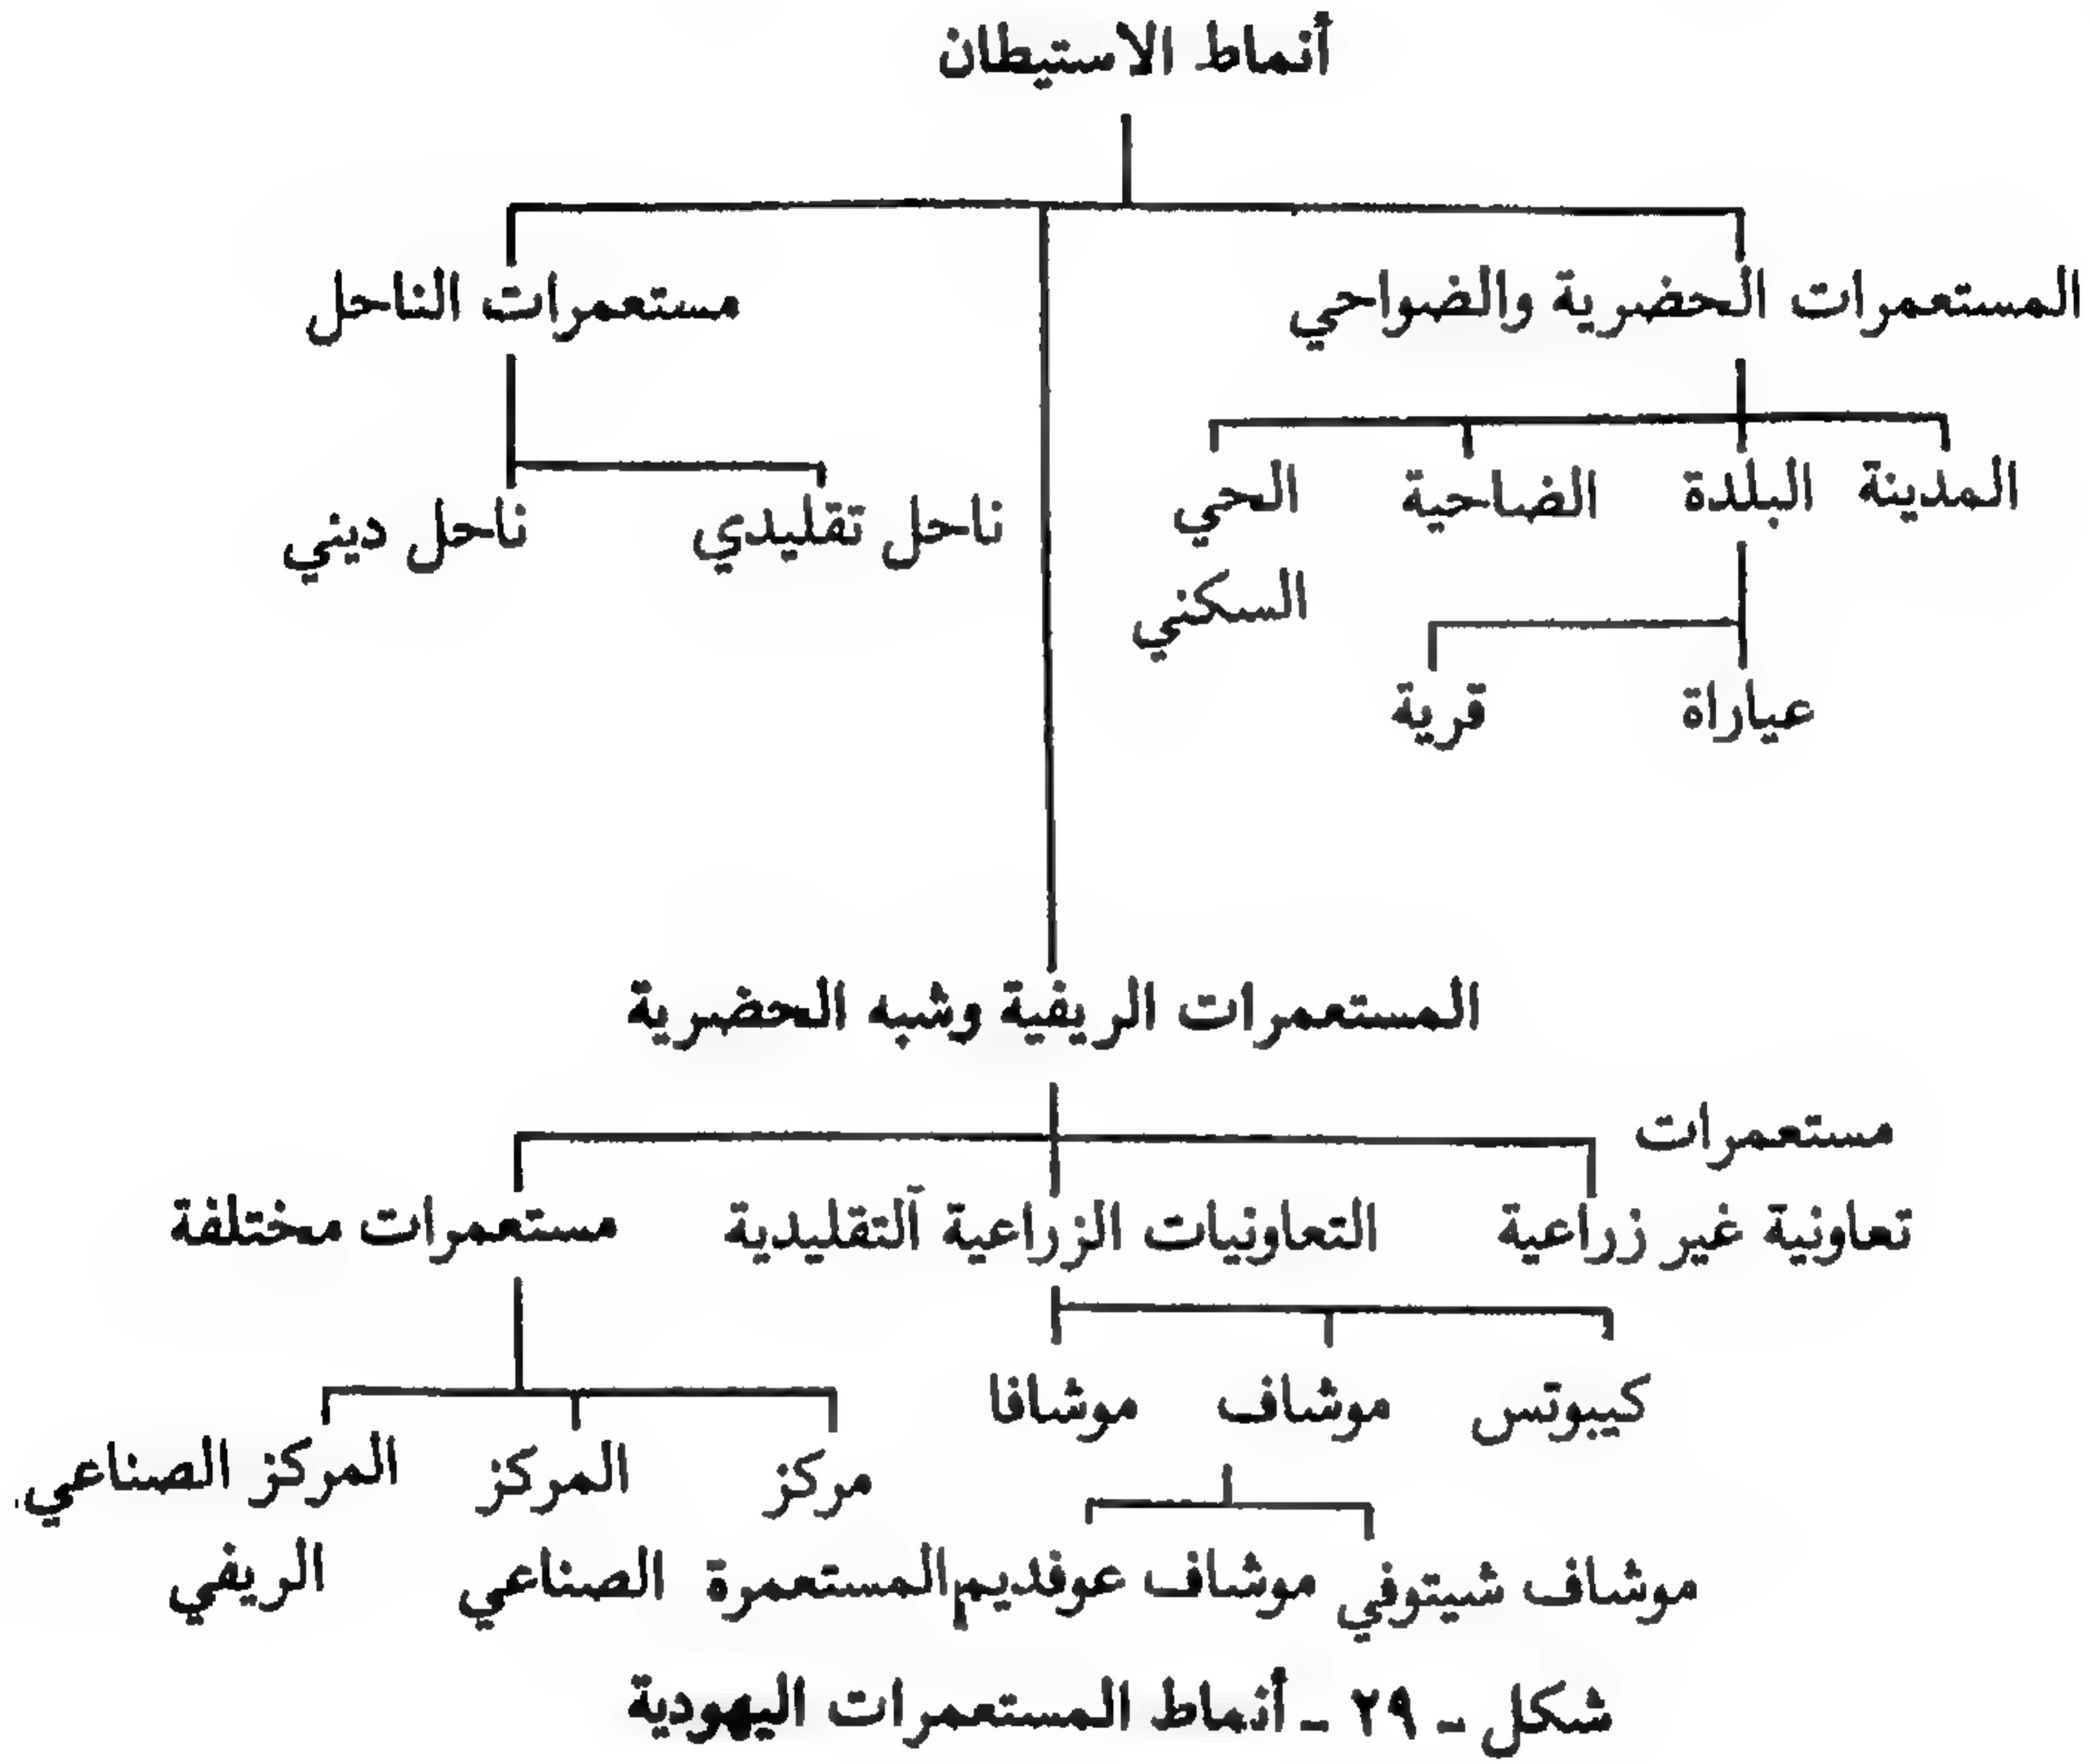 أنماط الاستيطان
المستعمرات الحضرية والضواحي
مستعمرات الناحل
المدينة
البلدة
الضاحية
الحي
السكني
ناحل تقليدي
ناحل ديني
عياراة
قرية
المستعمرات الريفية وشبه الحضرية
مستعمرات
تعاونية غير زراعية
التعاونيات الزراعية التقليدية
مستعمرات مختلفة
كيبوتس
موشاف
موشافا
موشاف شيتوفي
موشاف عوفديم
مركز
المستعمرة
المركز
الصناعي
المركز الصناعي
الريفي
شكل - ٢٩ - أنماط المستعمرات اليهودية